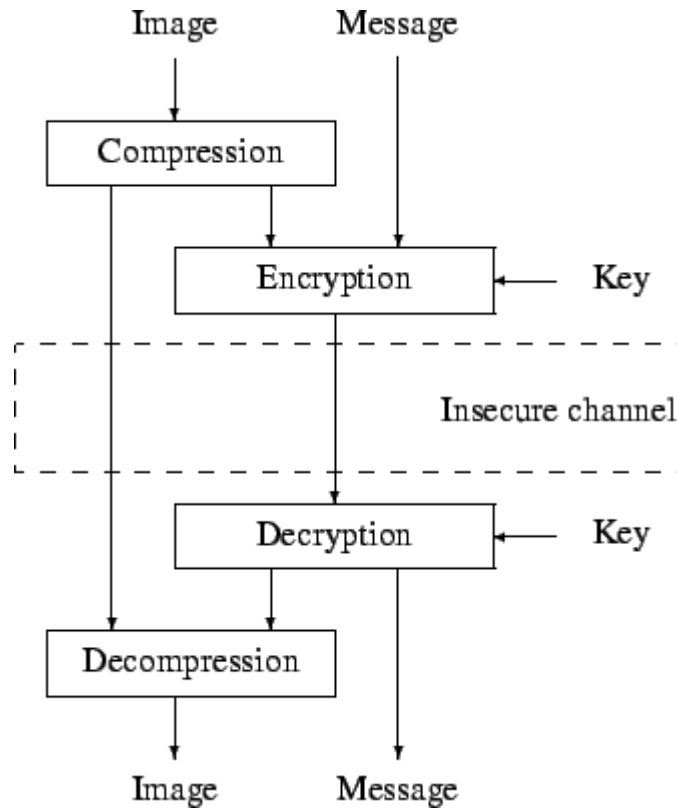 Image Message
Compression
Encryption Key
Insecure channel
Decryption Key
Decompression
Image Message